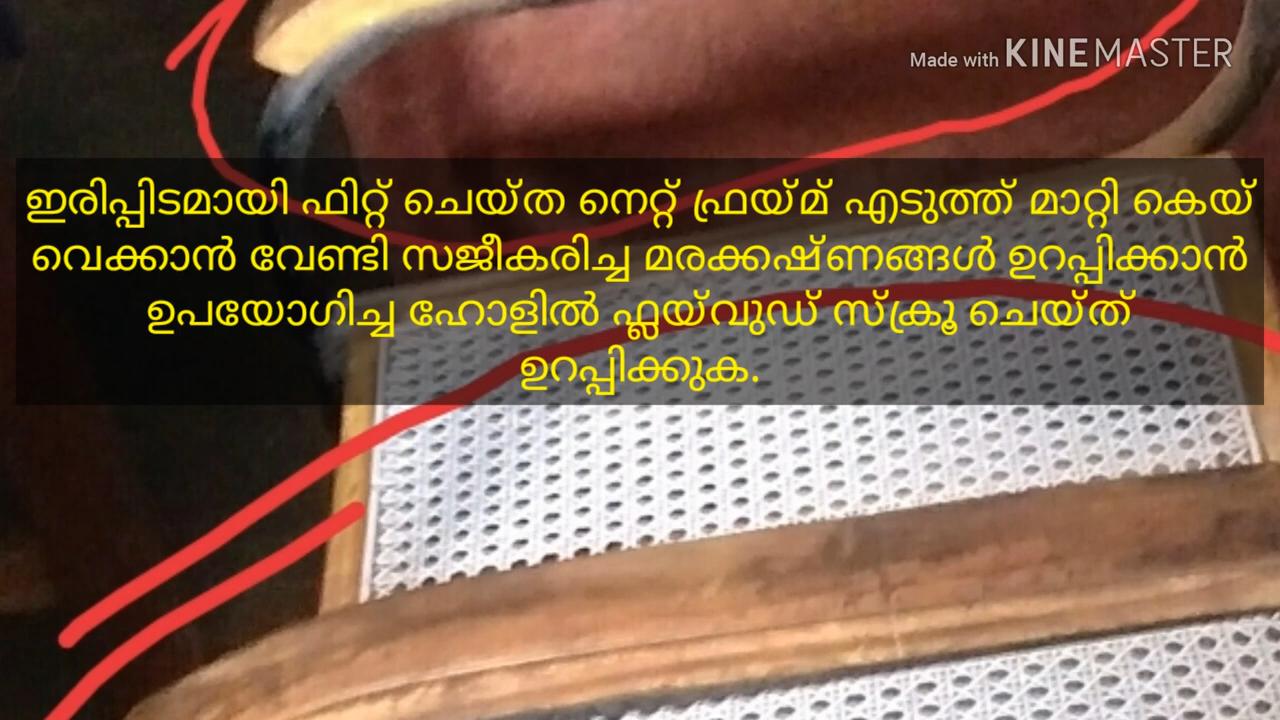 Made with KINEMASTER
ഇരിപ്പിടമായി ഫിറ്റ് ചെയ്ത നെറ്റ് ഫ്രയ്മ് എടുത്ത് മാറ്റി കെയ്
വെക്കാൻ വേണ്ടി സജീകരിച്ച മരക്കഷ്ണങ്ങൾ ഉറപ്പിക്കാൻ
ഉപയോഗിച്ച ഹോളിൽ ഫ്ലയ്‌വുഡ് സ്ക്രൂ ചെയ്ത്
ഉറപ്പിക്കുക.